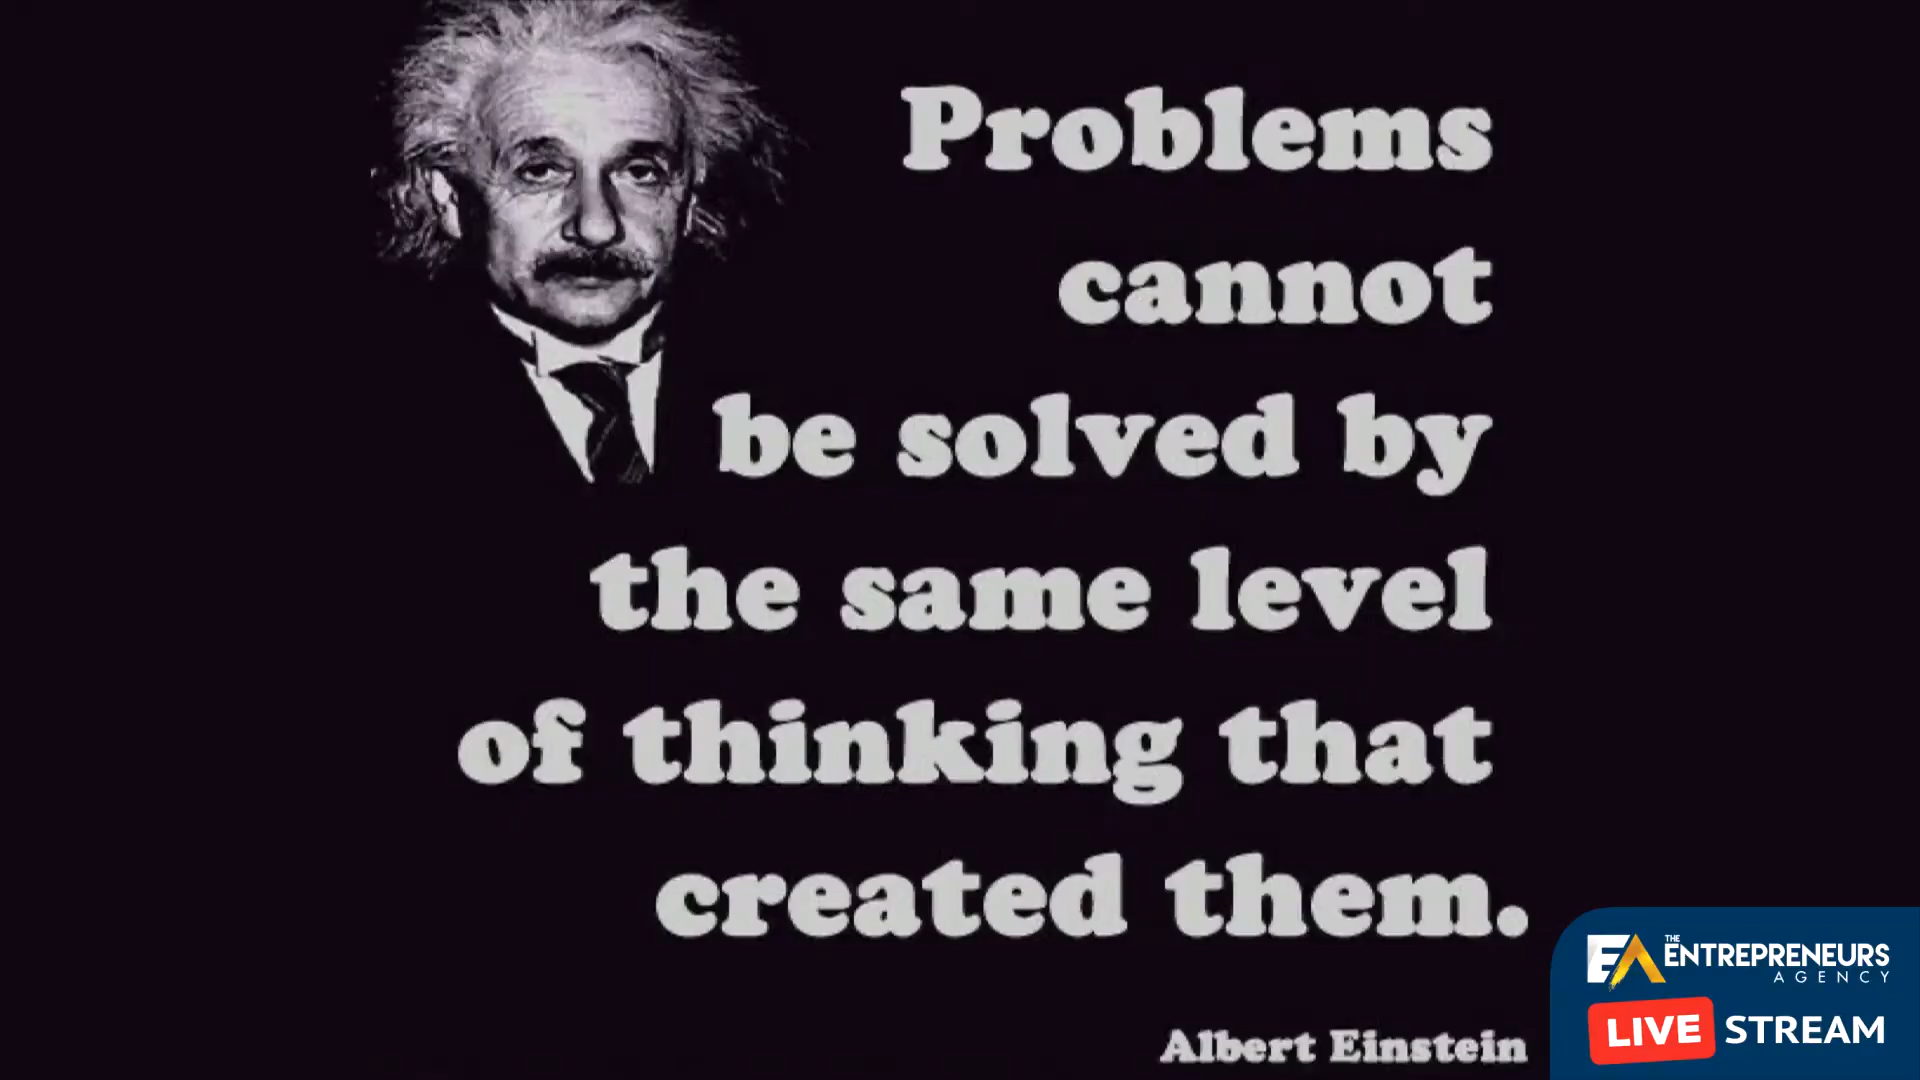 Problems
cannot
be solved by
the same level
of thinking that
created them.
Albert Einstein
EA THE ENTREPRENEURS
AGENCY
LIVE STREAM